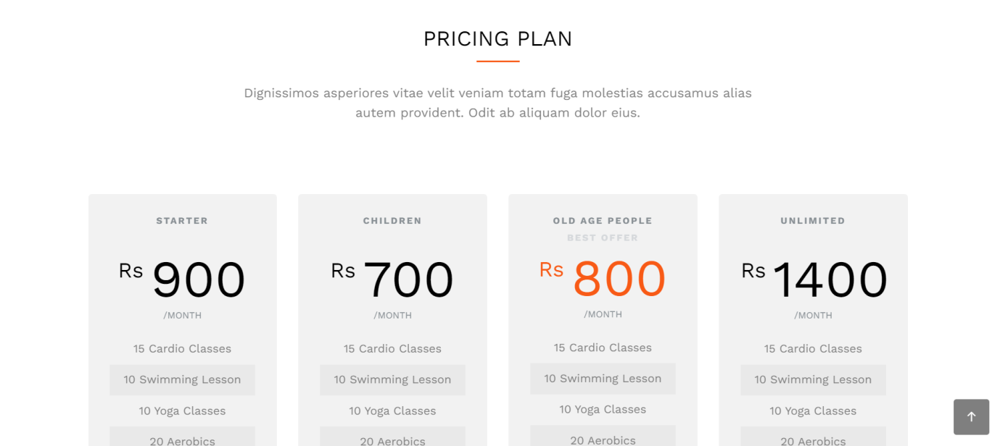 PRICING PLAN
Dignissimos asperiores vitae velit veniam totam fuga molestias accusamus alias
autem provident. Odit ab aliquam dolor eius.
STARTER
Rs 900
/MONTH
15 Cardio Classes
10 Swimming Lesson
10 Yoga Classes
20 Aerobics
CHILDREN
Rs 700
/MONTH
15 Cardio Classes
10 Swimming Lesson
10 Yoga Classes
20 Aerobics
OLD AGE PEOPLE
BEST OFFER
Rs 800
/MONTH
15 Cardio Classes
10 Swimming Lesson
10 Yoga Classes
20 Aerobics
UNLIMITED
Rs 1400
/MONTH
15 Cardio Classes
10 Swimming Lesson
10 Yoga Classes
20 Aerobics